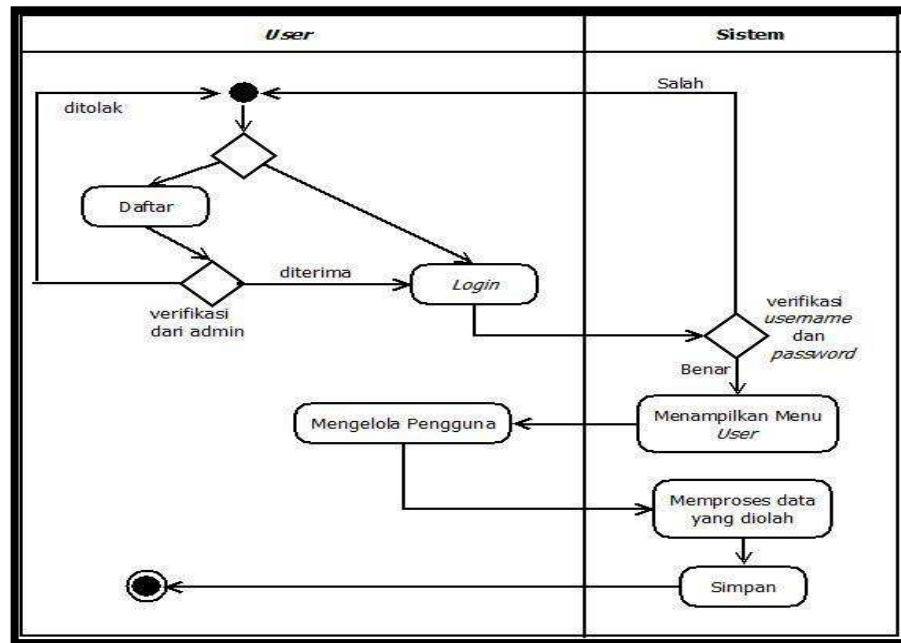 User
Sistem
Salah
ditolak
Daftar
diterima
Login
verifikasi
dari admin
verifikasi
username
dan
password
Benar
Mengelola Pengguna
Menampilkan Menu
User
Memproses data
yang diolah
Simpan